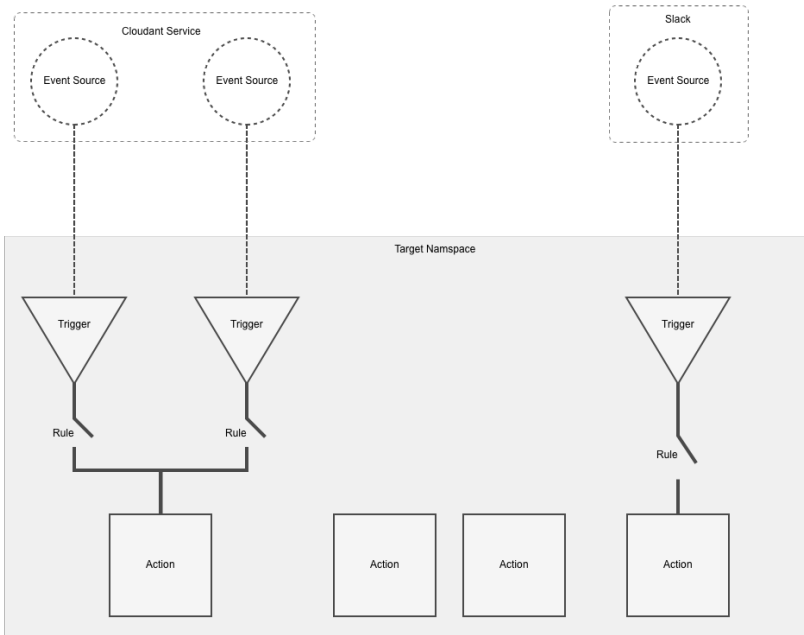 Cloudant Service
Slack
Event Source
Event Source
Event Source
Target Namspace
Trigger
Trigger
Trigger
Rule
Rule
Rule
Action
Action
Action
Action